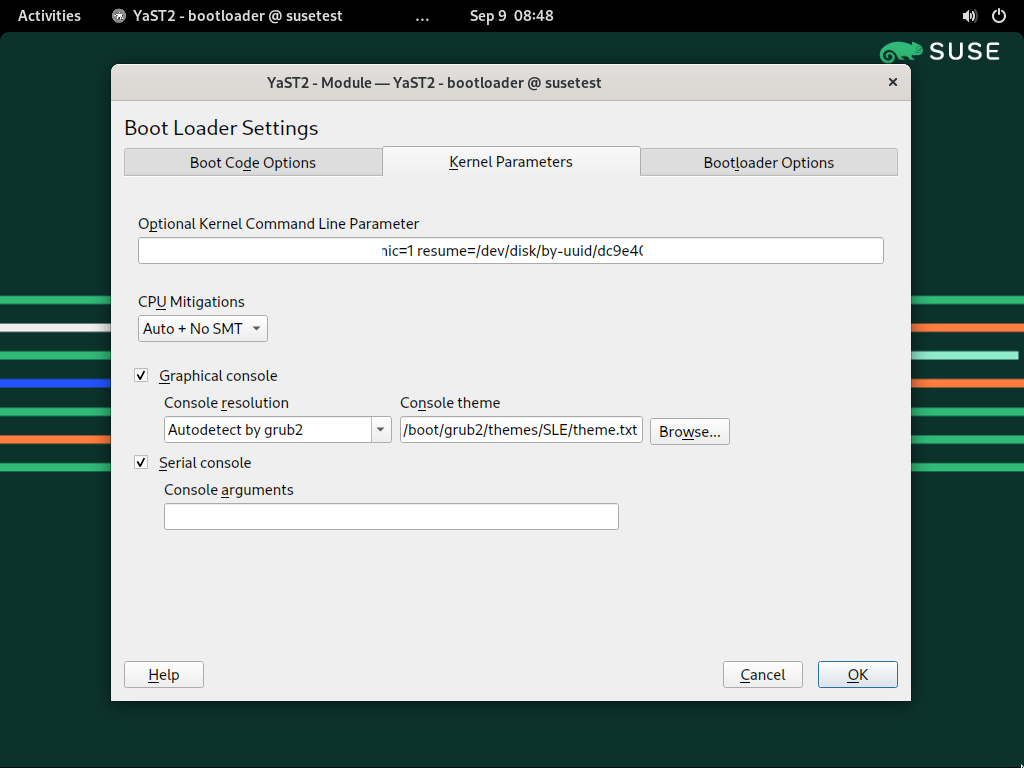 Activities YaST2 - bootloader @ susetest ... Sep 9 08:48
SUSE
YaST2 - Module — YaST2 - bootloader @ susetest ×
Boot Loader Settings
Boot Code Options Kernel Parameters Bootloader Options
Optional Kernel Command Line Parameter
=1 resume=/dev/disk/by-uuid/dc9e4
CPU Mitigations
Auto + No SMT
Graphical console
Console resolution Console theme
Autodetect by grub2 /boot/grub2/themes/SLE/theme.txt Browse...
Serial console
Console arguments
Help Cancel OK